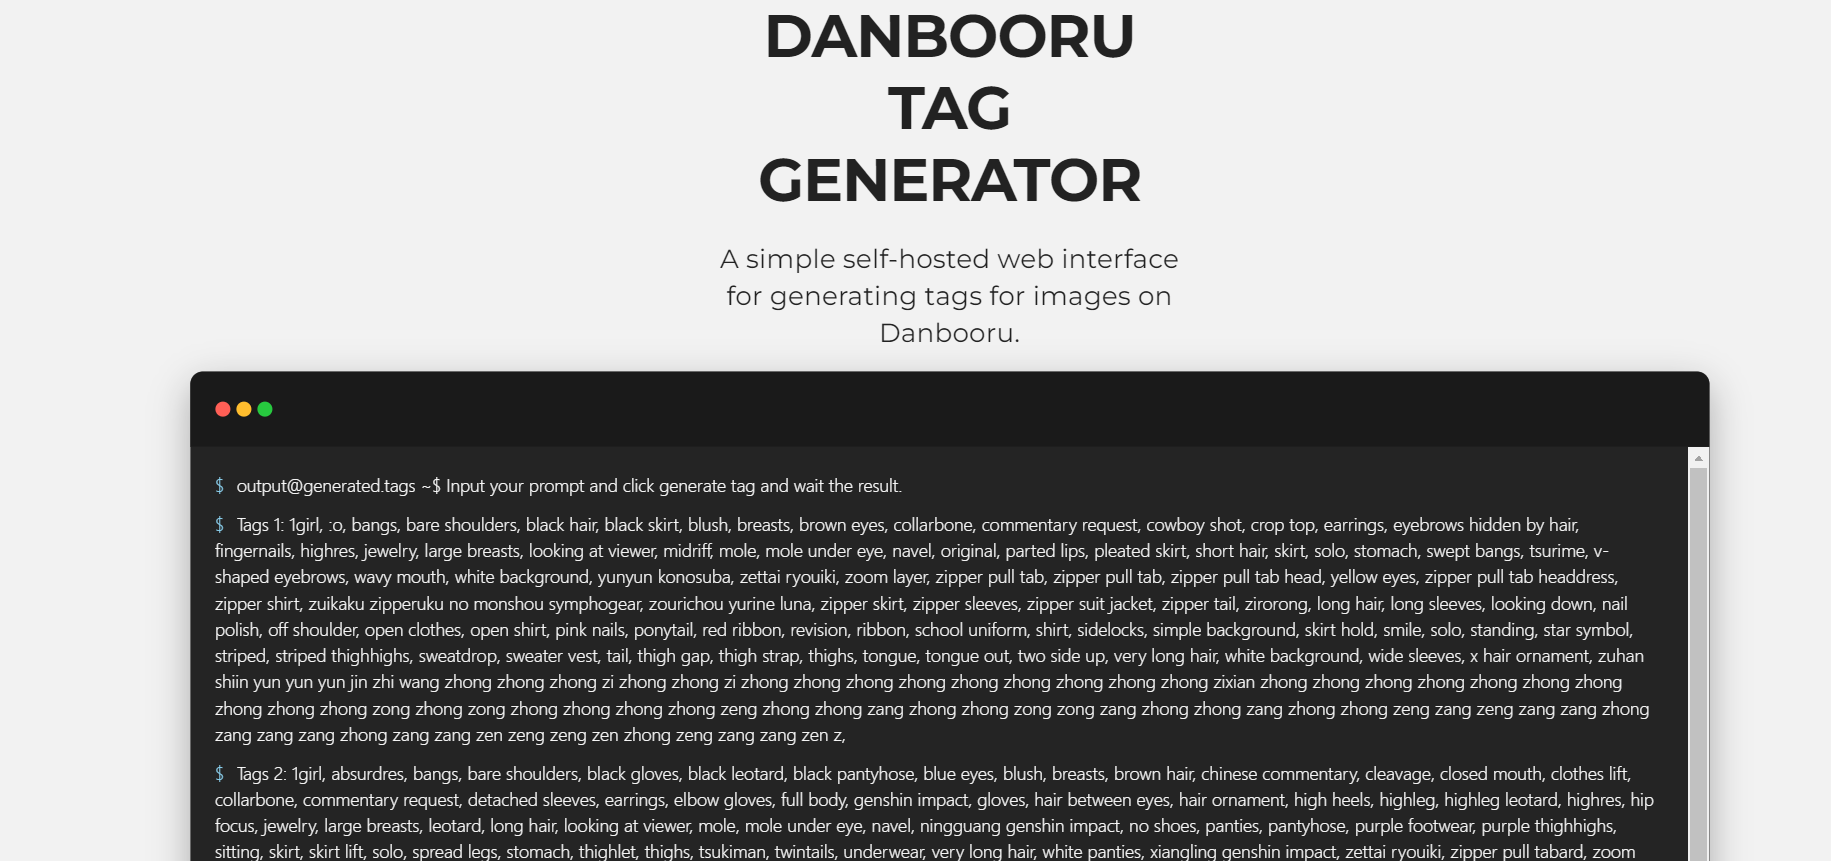 DANBOORU
TAG
GENERATOR
A simple self-hosted web interface
for generating tags for images on
Danbooru.
$ output@generated.tags ~$ Input your prompt and click generate tag and wait the result.
$ Tags 1: 1girl, :o, bangs, bare shoulders, black hair, black skirt, blush, breasts, brown eyes, collarbone, commentary request, cowboy shot, crop top, earrings, eyebrows hidden by hair,
fingernails, highres, jewelry, large breasts, looking at viewer, midriff, mole, mole under eye, navel, original, parted lips, pleated skirt, short hair, skirt, solo, stomach, swept bangs, tsurime, v-
shaped eyebrows, wavy mouth, white background, yunyun konosuba, zettai ryouiki, zoom layer, zipper pull tab, zipper pull tab, zipper pull tab head, yellow eyes, zipper pull tab headdress,
zipper shirt, zuikaku zipperuku no monshou symphogear, zourichou yurine luna, zipper skirt, zipper sleeves, zipper suit jacket, zipper tail, zirorong, long hair, long sleeves, looking down, nail
polish, off shoulder, open clothes, open shirt, pink nails, ponytail, red ribbon, revision, ribbon, school uniform, shirt, sidelocks, simple background, skirt hold, smile, solo, standing, star symbol,
striped, striped thighhighs, sweatdrop, sweater vest, tail, thigh gap, thigh strap, thighs, tongue, tongue out, two side up, very long hair, white background, wide sleeves, x hair ornament, zuhan
shiin yun yun yun jin zhi wang zhong zhong zhong zi zhong zhong zi zhong zhong zhong zhong zhong zhong zhong zhong zhong zixian zhong zhong zhong zhong zhong zhong zhong
zhong zhong zhong zong zhong zong zhong zhong zhong zhong zeng zhong zhong zang zhong zhong zong zong zang zhong zhong zang zhong zhong zeng zang zeng zang zang zhong
zang zang zang zhong zang zang zen zeng zeng zen zhong zeng zang zang zen z,
$ Tags 2: 1girl, absurdres, bangs, bare shoulders, black gloves, black leotard, black pantyhose, blue eyes, blush, breasts, brown hair, chinese commentary, cleavage, closed mouth, clothes lift,
collarbone, commentary request, detached sleeves, earrings, elbow gloves, full body, genshin impact, gloves, hair between eyes, hair ornament, high heels, highleg, highleg leotard, highres, hip
focus, jewelry, large breasts, leotard, long hair, looking at viewer, mole, mole under eye, navel, ningguang genshin impact, no shoes, panties, pantyhose, purple footwear, purple thighhighs,
sitting, skirt, skirt lift, solo, spread legs, stomach, thighlet, thighs, tsukiman, twintails, underwear, very long hair, white panties, xiangling genshin impact, zettai ryouiki, zipper pull tabard, zoom